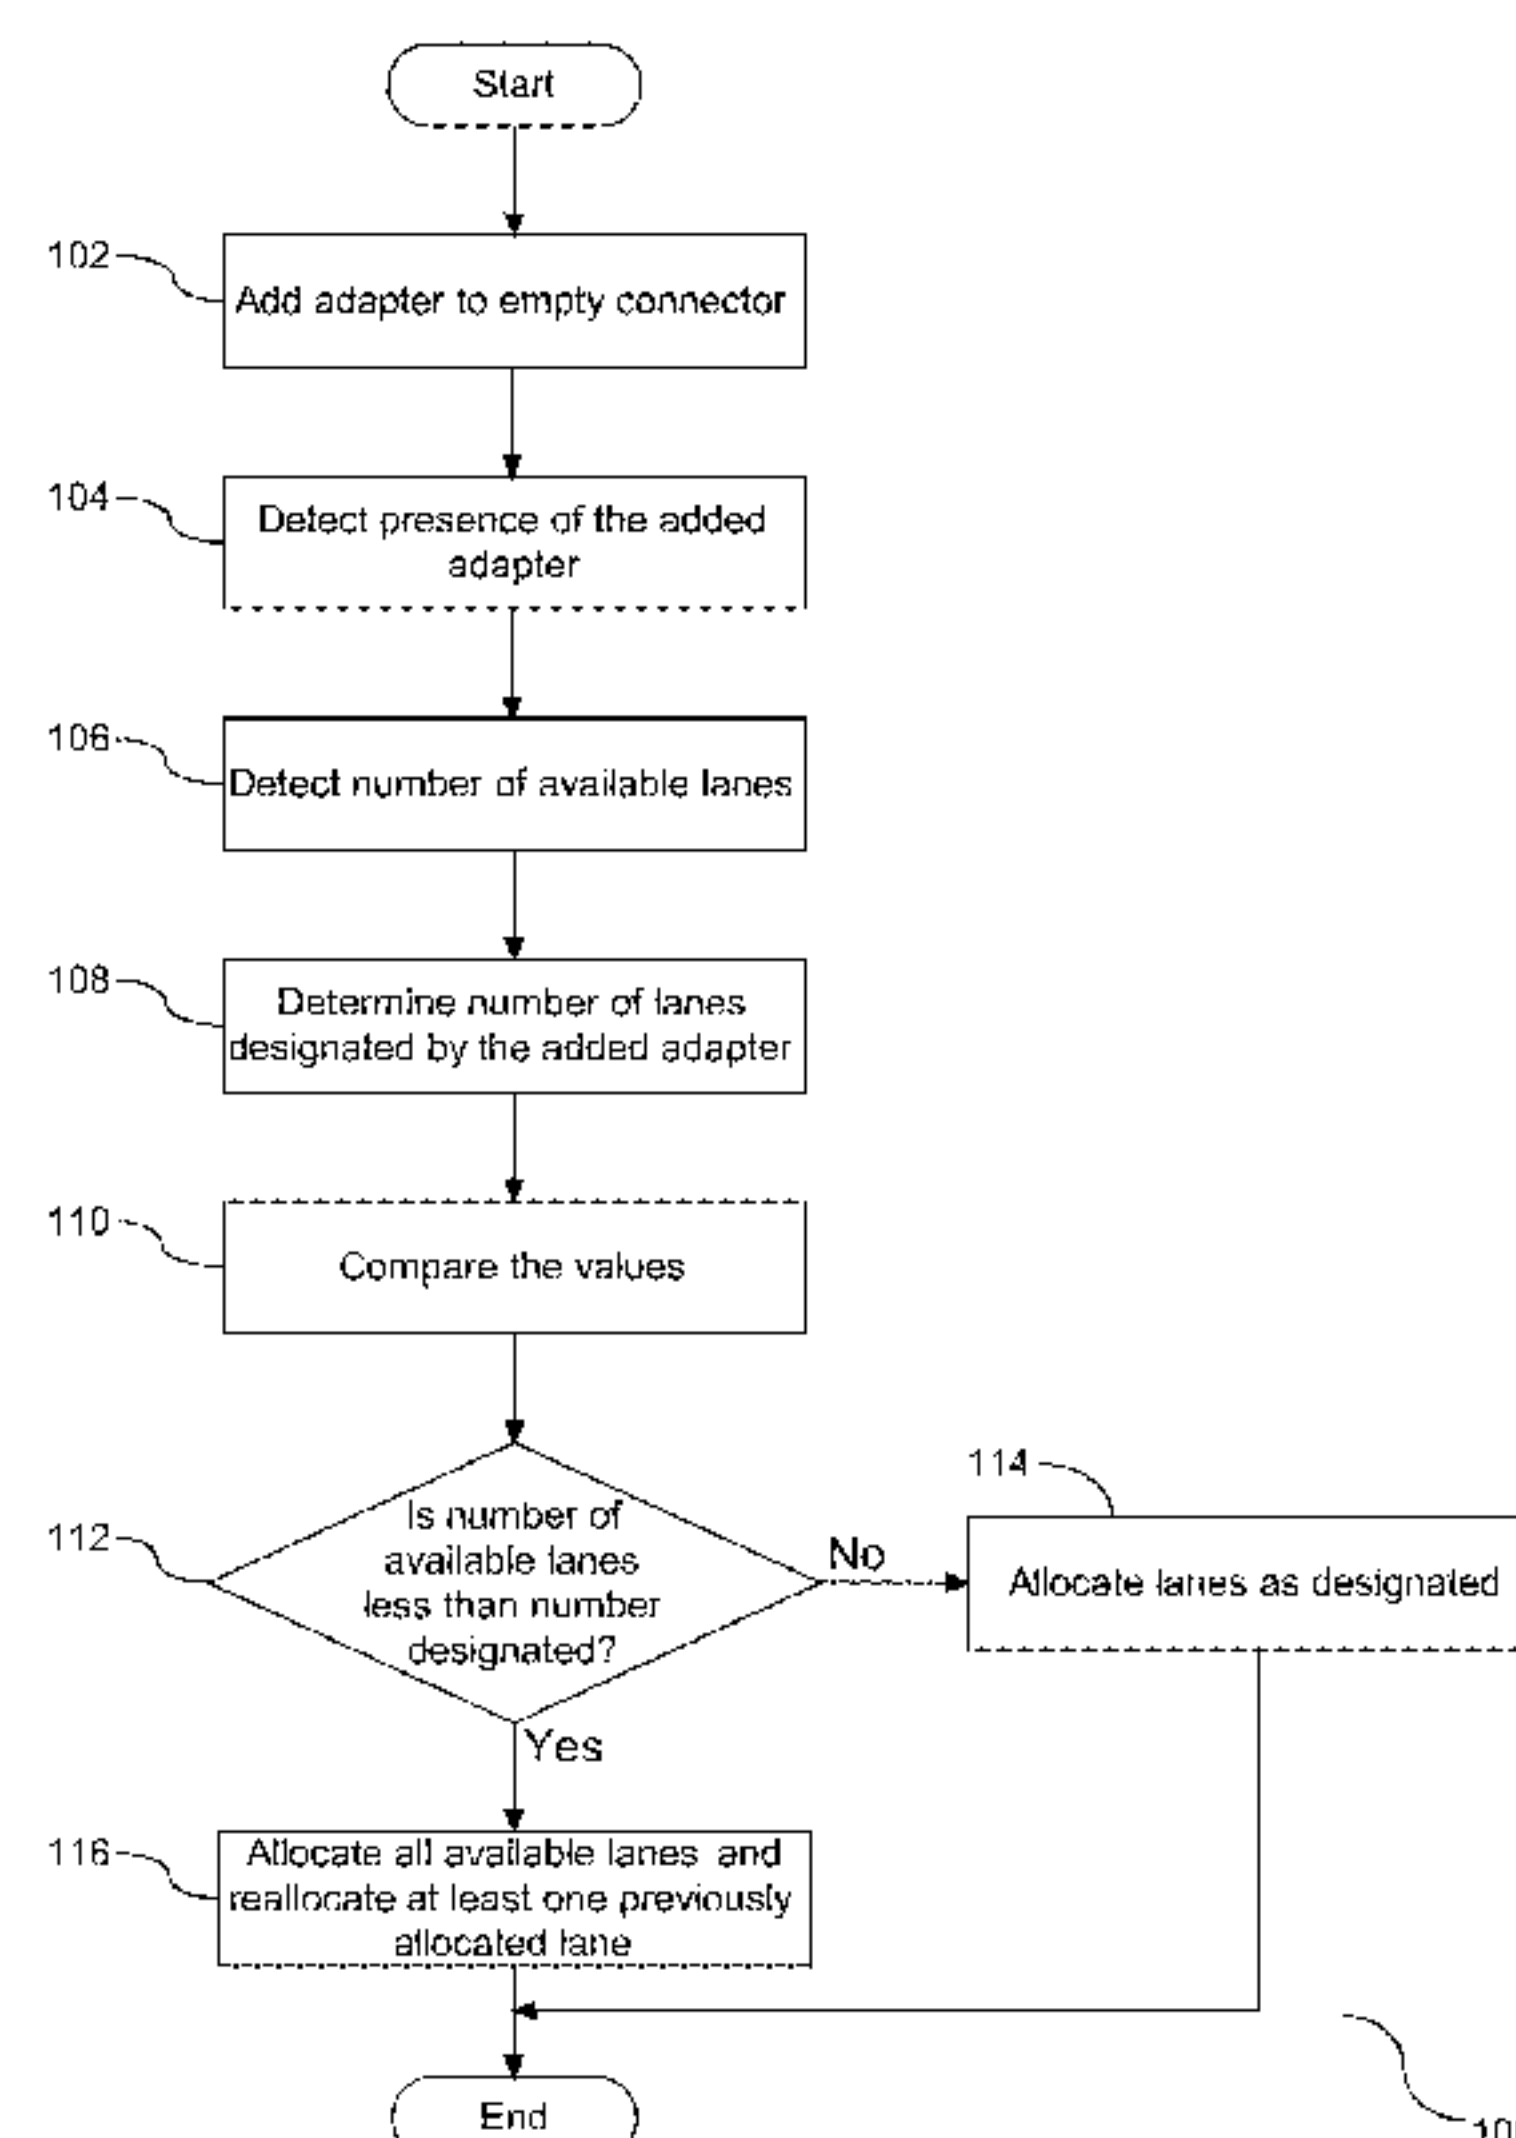 Start
102
Add adapter to empty connector
104
Detect presence of the added
adapter
106
Detect number of available lanes
108
Determine number of lanes
designated by the added adapter
110
Compare the values
112
Is number of
available lanes
less than number
designated?
No
114
Allocate lanes as designated
Yes
116
Allocate all available lanes and
reallocate at least one previously
allocated lane
End